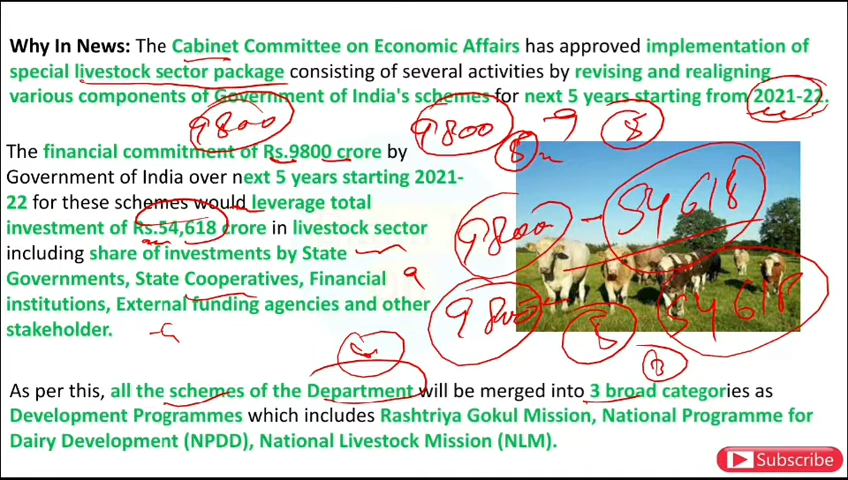 Why In News: The Cabinet Committee on Economic Affairs has approved implementation of
special livestock sector package consisting of several activities by revising and realigning
various components of Government of India's schemes for next 5 years starting from 2021-22.
9800
9800
5
5
The financial commitment of Rs.9800 crore by
Government of India over next 5 years starting 2021-
22 for these schemes would leverage total
investment of Rs.54,618 crore in livestock sector
including share of investments by State
Governments, State Cooperatives, Financial
institutions, External funding agencies and other
stakeholder.
9800 - 54618
9800
54618
5
As per this, all the schemes of the Department will be merged into 3 broad categories as
Development Programmes which includes Rashtriya Gokul Mission, National Programme for
Dairy Development (NPDD), National Livestock Mission (NLM).
Subscribe